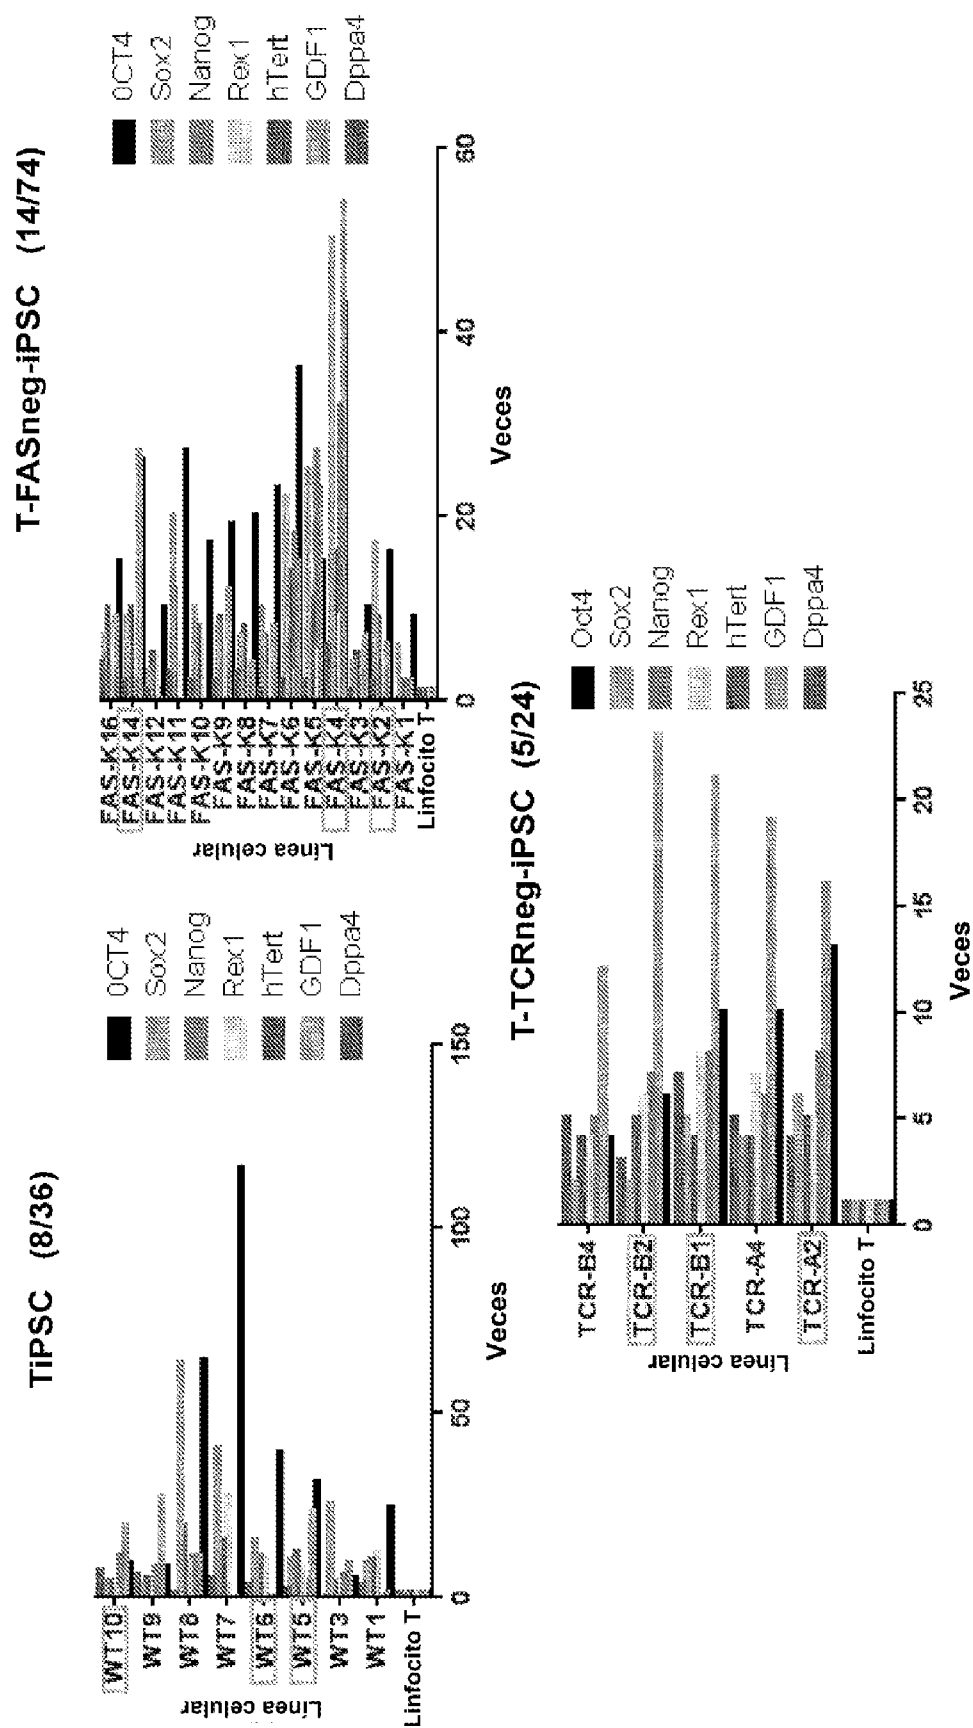 TiPSC (8/36)
Línea celular
WT10
WT9
WT8
WT7
WT6
WT5
WT3
WT1
Linfocito T
0
50
100
150
Veces
OCT4
Sox2
Nanog
Rex1
hTert
GDF1
Dppa4
T-FASneg-iPSC (14/74)
Línea celular
FAS-K16
FAS-K14
FAS-K12
FAS-K11
FAS-K10
FAS-K9
FAS-K8
FAS-K7
FAS-K6
FAS-K5
FAS-K4
FAS-K3
FAS-K2
FAS-K1
Linfocito T
0
20
40
60
Veces
OCT4
Sox2
Nanog
Rex1
hTert
GDF1
Dppa4
T-TCRneg-iPSC (5/24)
Línea celular
TCR-B4
TCR-B2
TCR-B1
TCR-A4
TCR-A2
Linfocito T
0
5
10
15
20
25
Veces
Oct4
Sox2
Nanog
Rex1
hTert
GDF1
Dppa4